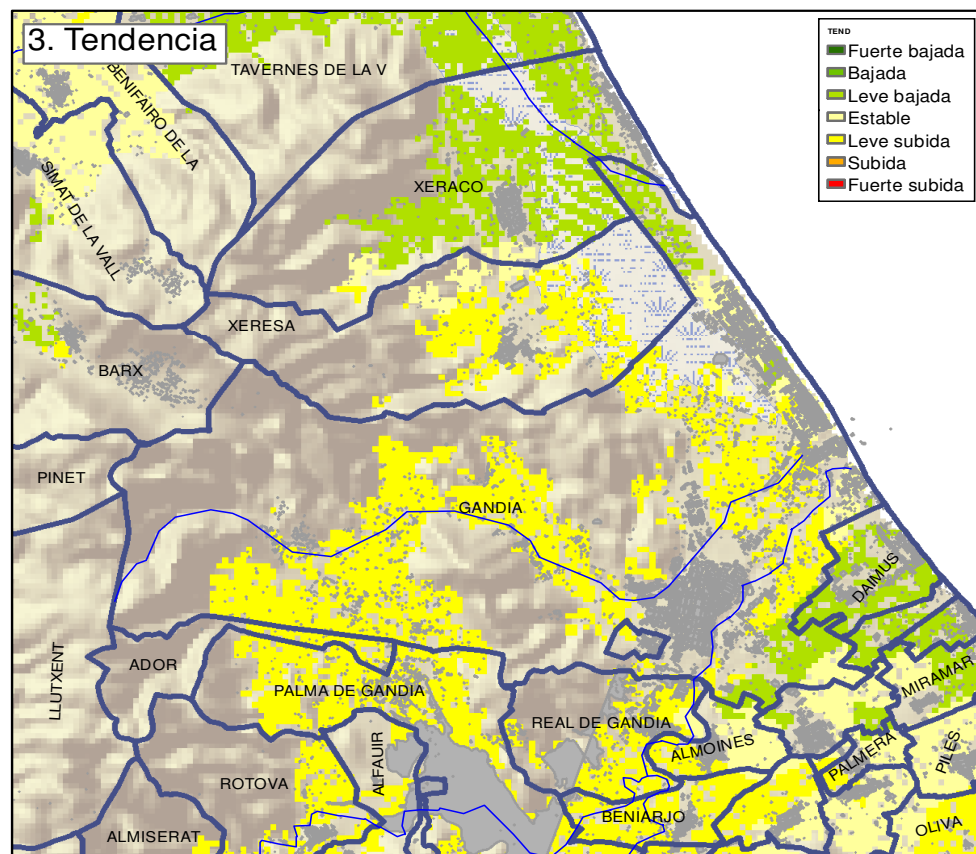 3. Tendencia
TEND
Fuerte bajada
Bajada
Leve bajada
Estable
Leve subida
Subida
Fuerte subida
TAVERNES DE LA V
BENIFAIRO DE LA
SIMAT DE LA VALL
XERACO
XERESA
BARX
PINET
GANDIA
DAIMUS
LLUTXENT
ADOR
PALMA DE GANDIA
REAL DE GANDIA
MIRAMAR
ALMOINES
PALMERA
PILES
ROTOVA
ALFAUIR
BENIARJO
OLIVA
ALMISERAT